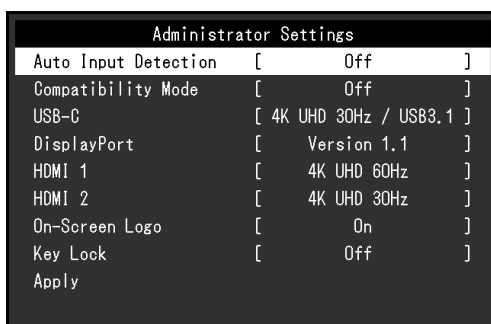 Administrator Settings
Auto Input Detection [ Off ]
Compatibility Mode [ Off ]
USB-C [ 4K UHD 30Hz / USB3.1 ]
DisplayPort [ Version 1.1 ]
HDMI 1 [ 4K UHD 60Hz ]
HDMI 2 [ 4K UHD 30Hz ]
On-Screen Logo [ On ]
Key Lock [ Off ]
Apply